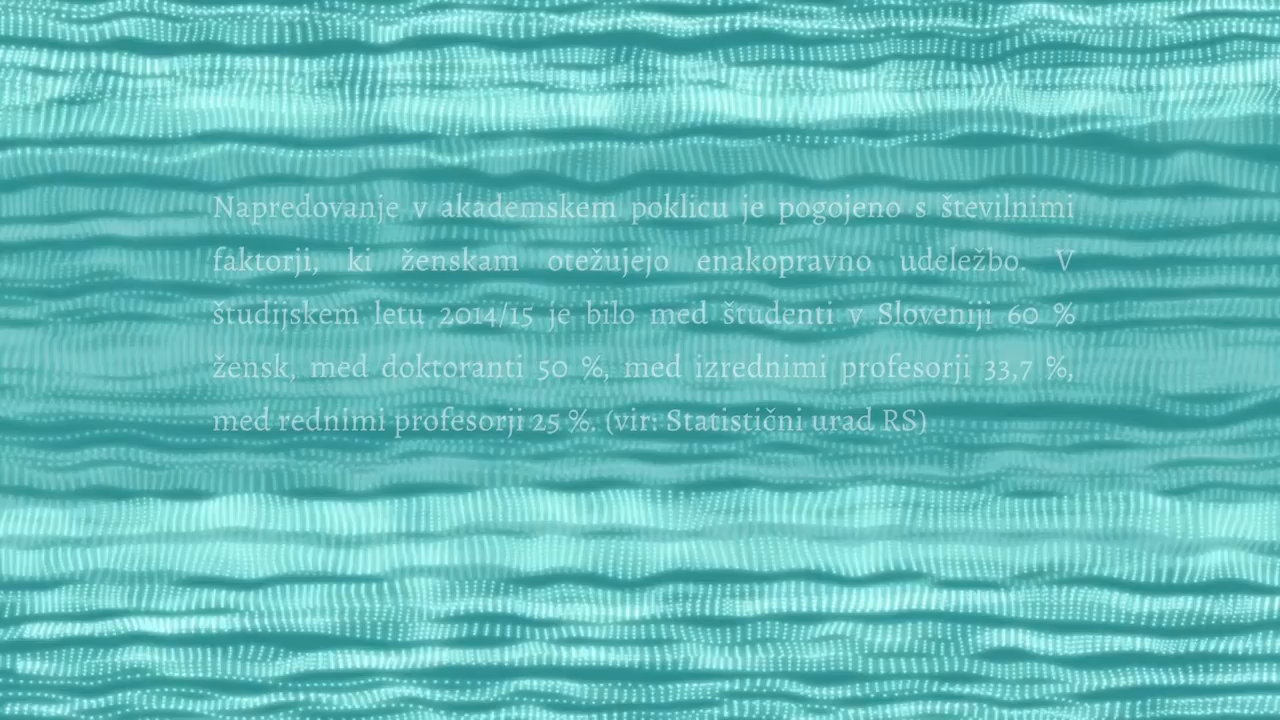 Napredovanje v akademskem poklicu je pogojeno s številnimi
faktorji, ki ženskam otežujejo enakopravno udeležbo. V
študijskem letu 2014/15 je bilo med študenti v Sloveniji 60 %
žensk, med doktoranti 50 %, med izrednimi profesorji 33,7 %,
med rednimi profesorji 25 %. (vir: Statistični urad RS)